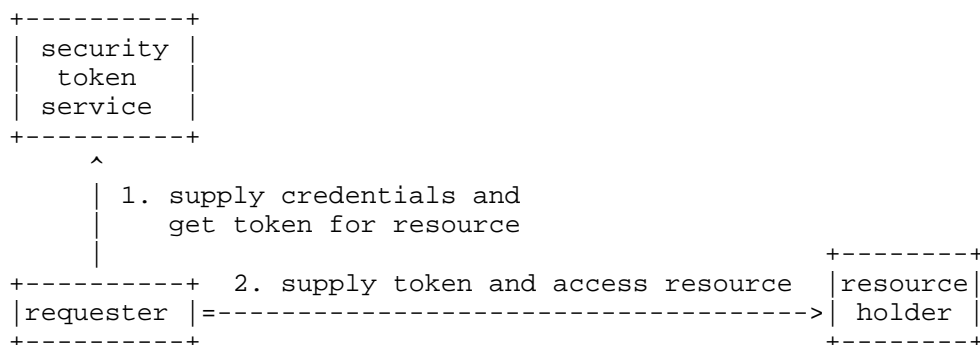 security
token
service
1. supply credentials and
get token for resource
2. supply token and access resource
resource
requester
holder